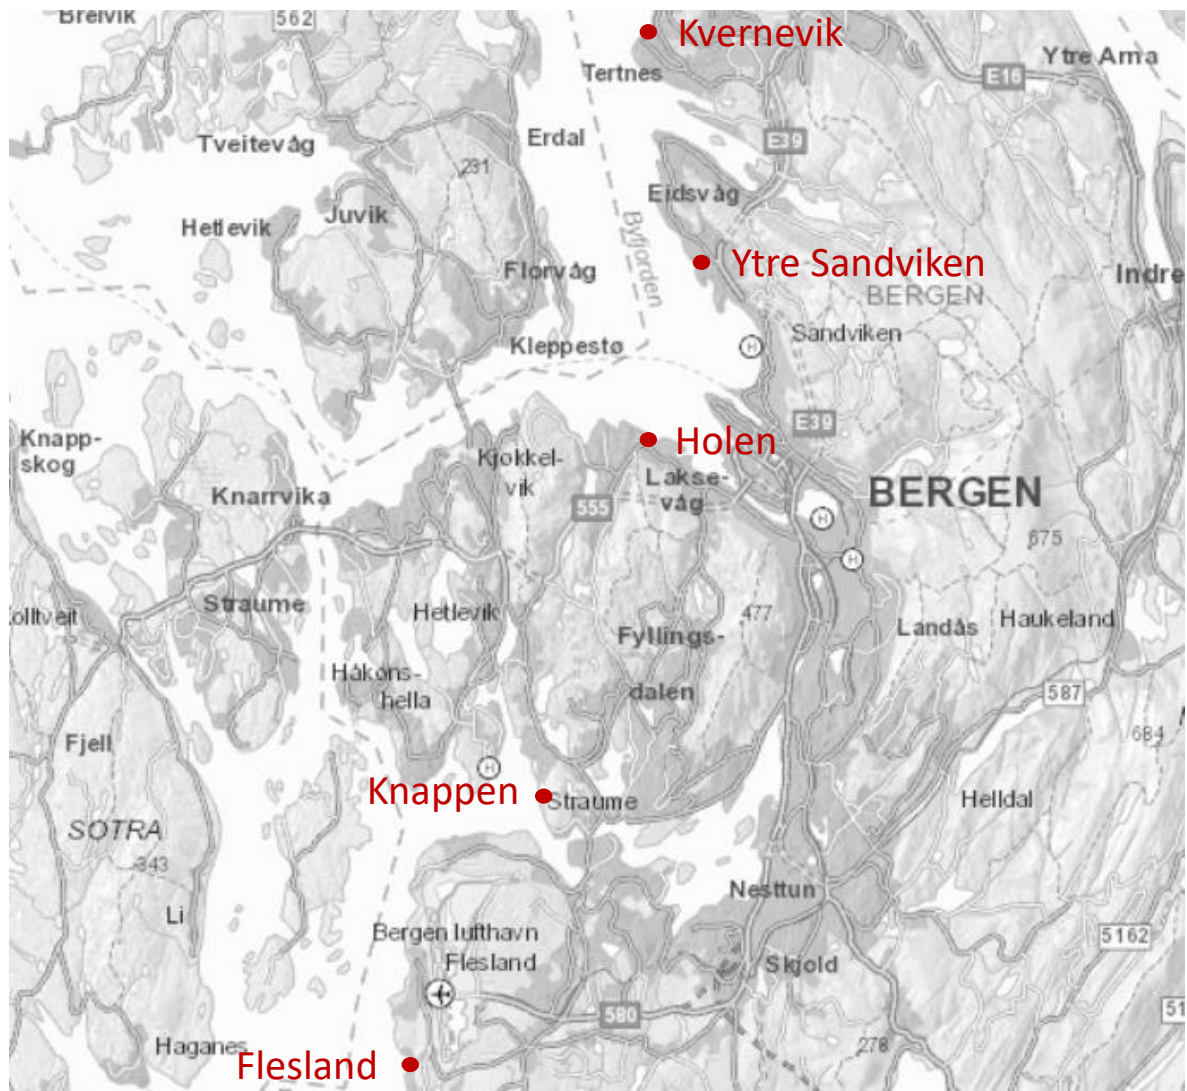 Breivik
562
Kvernevik
Ytre Arna
Tertnes
E16
Tveitevåg
Erdal
E39
231
Eidsvåg
Juvik
Hetlevik
Byfjorden
Ytre Sandviken
Florvåg
Indre
BERGEN
Sandviken
Kleppestø
H
E39
Knapp-
skog
Holen
Kjøkkel-
vik
Lakse-
våg
Knarrvika
555
BERGEN
H
675
H
Straume
olltveit
Hetlevik
477
Fyllings-
dalen
Landås
Haukeland
Håkons-
hella
587
Fjell
684
H
Knappen
Straume
Helldal
SOTRA
343
Nesttun
Li
Bergen lufthavn
Flesland
5162
Skjold
580
51
Haganes
278
Flesland